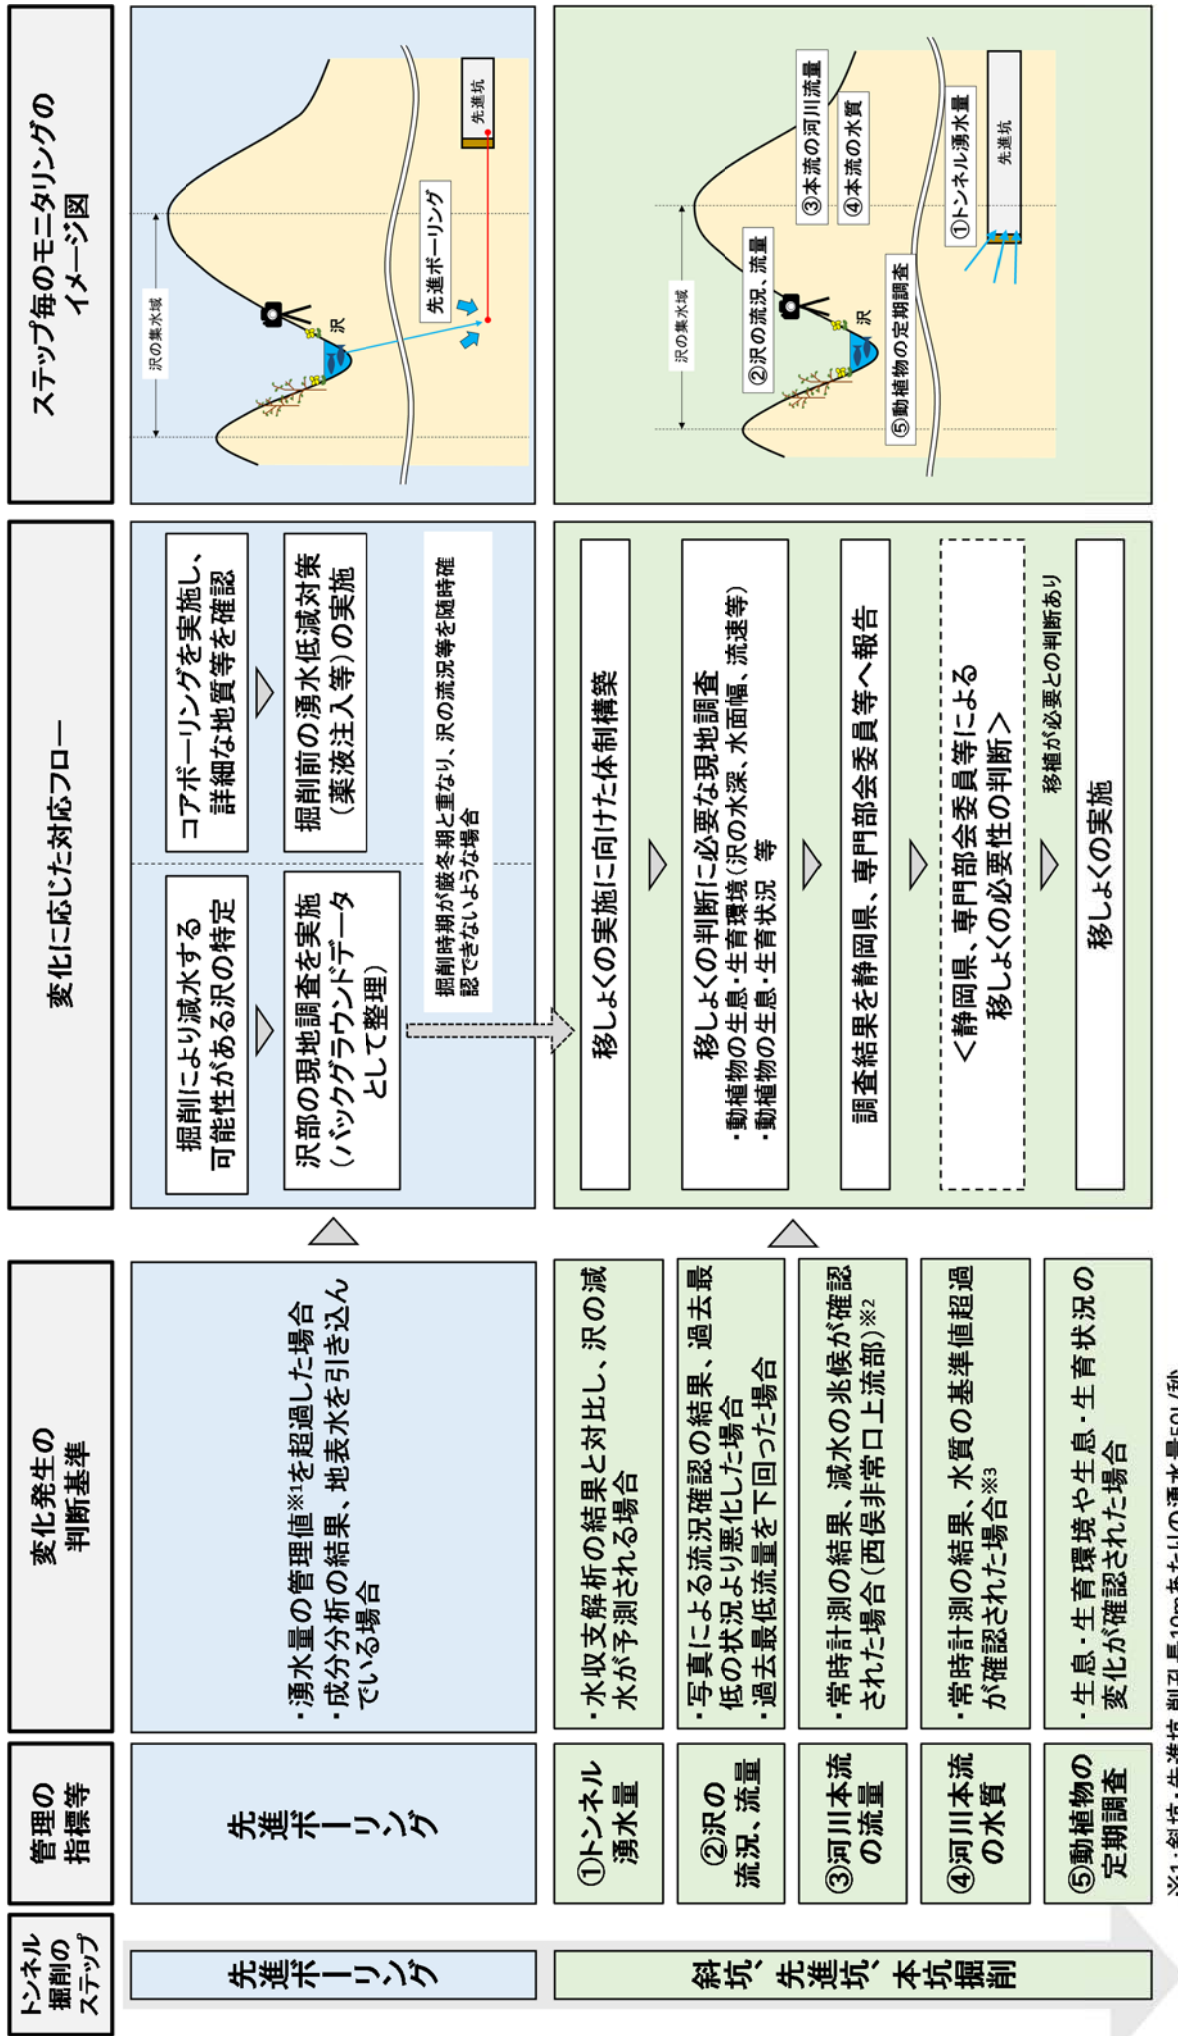 トンネル
掘削の
ステップ
管理の
指標等
変化発生の
判断基準
変化に応じた対応フロー
ステップ毎のモニタリングの
イメージ図
先進
ボーリング
先進
ボーリング
・湧水量の管理値※1を超過した場合
・成分分析の結果、地表水を引き込ん
でいる場合
掘削により減水する
可能性がある沢の特定
沢部の現地調査を実施
（バックグラウンドデータ
として整理）
コアボーリングを実施し、
詳細な地質等を確認
掘削前の湧水低減対策
（薬液注入等）の実施
掘削時期が厳冬期と重なり、沢の流況等を随時確
認できないような場合
沢の集水域
沢
先進ボーリング
先進坑
斜坑、先進坑、本坑
掘削
①トンネル
湧水量
・水収支解析の結果と対比し、沢の減
水が予測される場合
②沢の
流況、流量
・写真による流況確認の結果、過去最
低の状況より悪化した場合
・過去最低流量を下回った場合
③河川本流
の流量
・常時計測の結果、減水の兆候が確認
された場合（西俣非常口上流部）※2
④河川本流
の水質
・常時計測の結果、水質の基準値超過
が確認された場合※3
⑤動植物の
定期調査
・生息・生育環境や生息・生育状況の
変化が確認された場合
移しょくの実施に向けた体制構築
移しょくの判断に必要な現地調査
・動植物の生息・生育環境（沢の水深、水面幅、流速等）
・動植物の生息・生育状況　等
調査結果を静岡県、専門部会委員等へ報告
＜静岡県、専門部会委員等による
移しょくの必要性の判断＞
移植が必要との判断あり
移しょくの実施
沢の集水域
②沢の流況、流量
③本流の河川流量
④本流の水質
沢
⑤動植物の定期調査
①トンネル湧水量
先進坑
※1：斜坑・先進坑 削孔長10mあたりの湧水量50L/秒